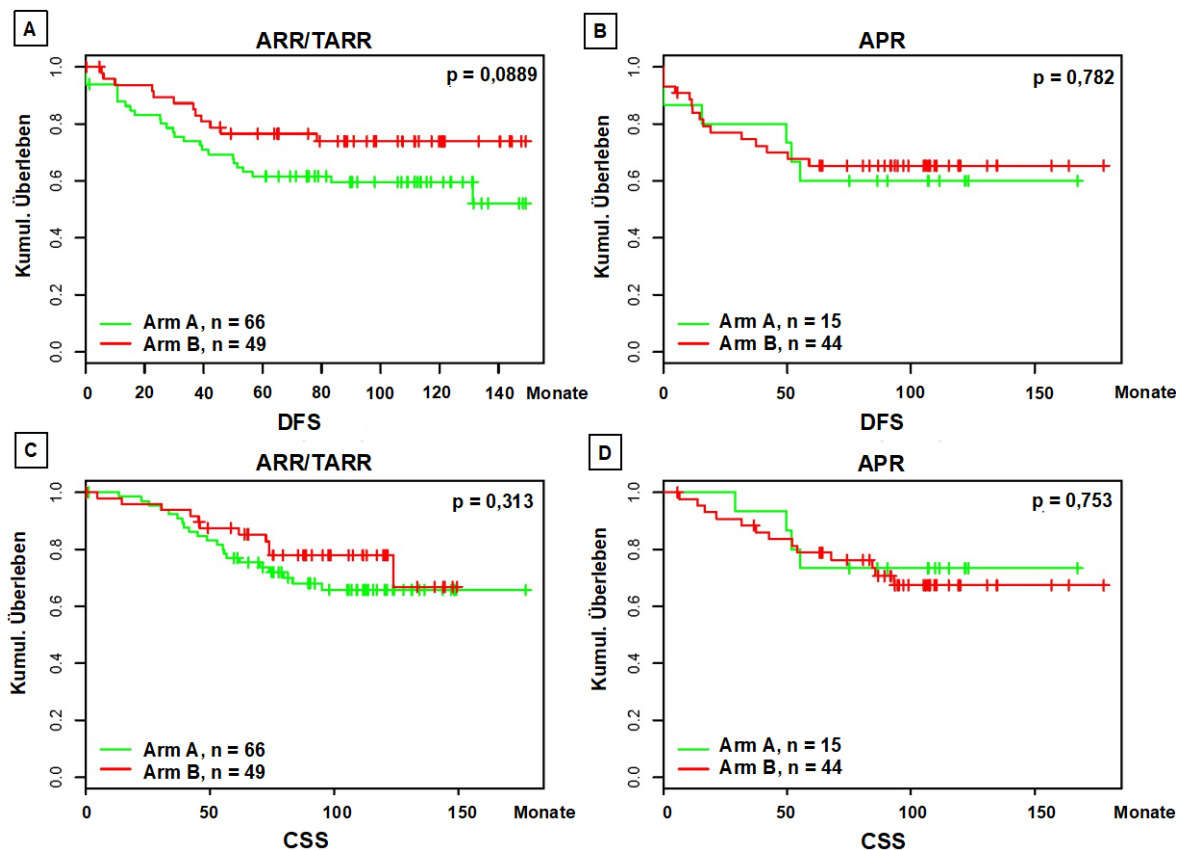 A
ARR/TARR
p = 0,0889
Kumul. Überleben
1.0
0.8
0.6
0.4
0.2
0.0
Arm A, n = 66
Arm B, n = 49
0 20 40 60 80 100 120 140 Monate
DFS
B
APR
p = 0,782
Kumul. Überleben
1.0
0.8
0.6
0.4
0.2
0.0
Arm A, n = 15
Arm B, n = 44
0 50 100 150 Monate
DFS
C
ARR/TARR
p = 0,313
Kumul. Überleben
1.0
0.8
0.6
0.4
0.2
0.0
Arm A, n = 66
Arm B, n = 49
0 50 100 150 Monate
CSS
D
APR
p = 0,753
Kumul. Überleben
1.0
0.8
0.6
0.4
0.2
0.0
Arm A, n = 15
Arm B, n = 44
0 50 100 150 Monate
CSS